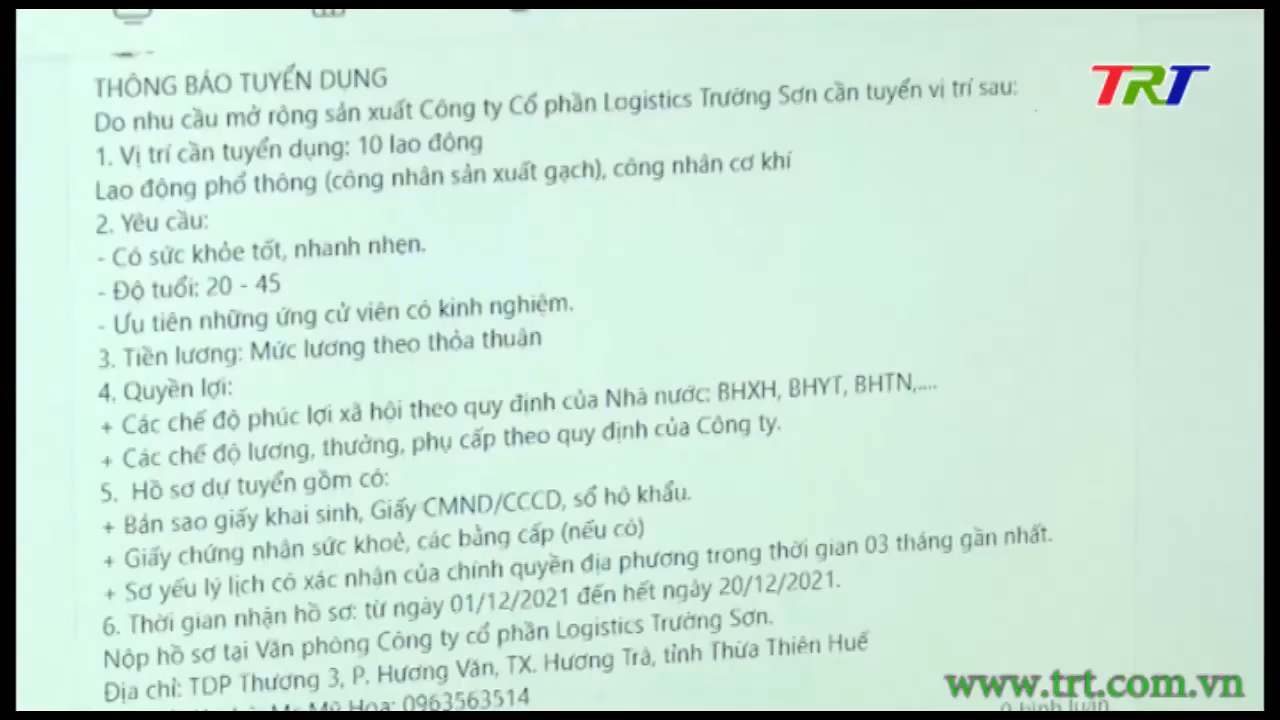 THÔNG BÁO TUYỂN DỤNG
Do nhu cầu mở rộng sản xuất Công ty Cổ phần Logistics Trường Sơn cần tuyển vị trí sau:
1. Vị trí cần tuyển dụng: 10 lao động
Lao động phổ thông (công nhân sản xuất gạch), công nhân cơ khí
2. Yêu cầu:
- Có sức khỏe tốt, nhanh nhẹn.
- Độ tuổi: 20 - 45
- Ưu tiên những ứng cử viên có kinh nghiệm.
3. Tiền lương: Mức lương theo thỏa thuận
4. Quyền lợi:
+ Các chế độ phúc lợi xã hội theo quy định của Nhà nước: BHXH, BHYT, BHTN,....
+ Các chế độ lương, thưởng, phụ cấp theo quy định của Công ty.
5. Hồ sơ dự tuyển gồm có:
+ Bản sao giấy khai sinh, Giấy CMND/CCCD, sổ hộ khẩu.
+ Giấy chứng nhận sức khoẻ, các bằng cấp (nếu có)
+ Sơ yếu lý lịch có xác nhận của chính quyền địa phương trong thời gian 03 tháng gần nhất.
6. Thời gian nhận hồ sơ: từ ngày 01/12/2021 đến hết ngày 20/12/2021.
Nộp hồ sơ tại Văn phòng Công ty cổ phần Logistics Trường Sơn.
Địa chỉ: TDP Thượng 3, P. Hương Văn, TX. Hương Trà, tỉnh Thừa Thiên Huế
Mỹ Hoa: 0963563514
0 bình luận
TRT
www.trt.com.vn